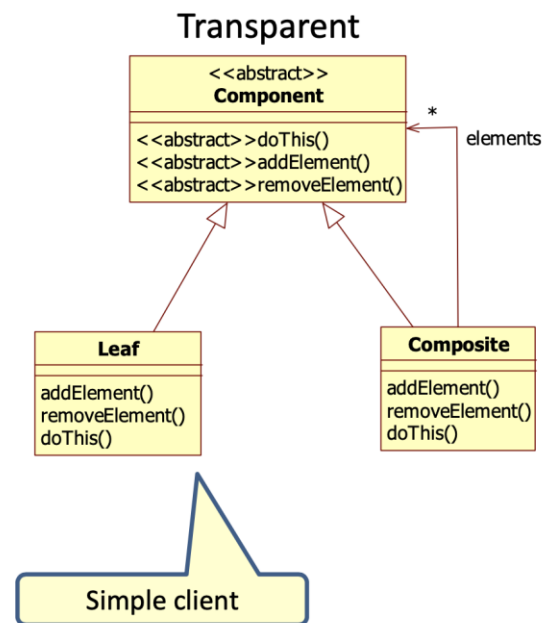 Transparent
<<abstract>>
Component
*
elements
<<abstract>>doThis()
<<abstract>>addElement()
<<abstract>>removeElement()
Leaf
addElement()
removeElement()
doThis()
Composite
addElement()
removeElement()
doThis()
Simple client